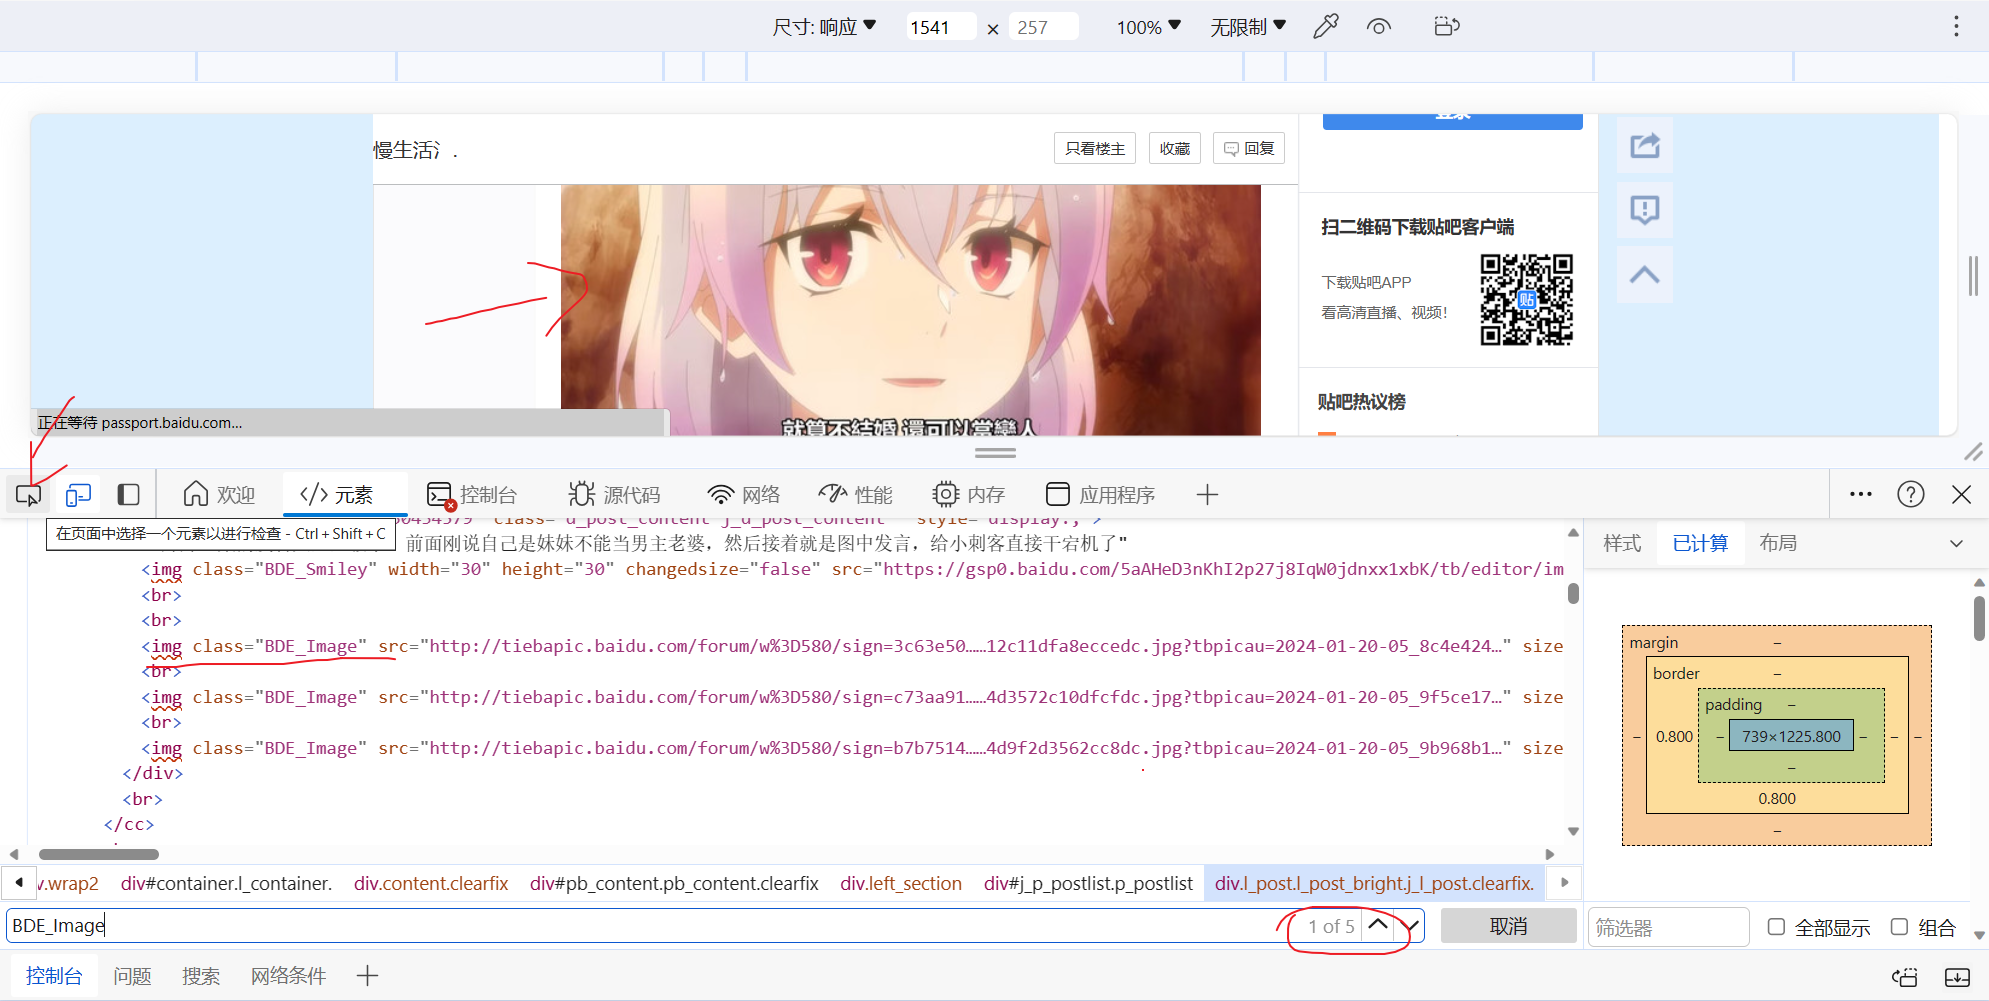 尺寸: 响应 1541 × 257 100% 无限制
慢生活氵.
只看楼主 收藏 回复
登录
扫二维码下载贴吧客户端
下载贴吧APP
看高清直播、视频！
贴
贴吧热议榜
就算不結婚 還可以當戀人
正在等待 passport.baidu.com...
欢迎 </> 元素 控制台 源代码 网络 性能 内存 应用程序
在页面中选择一个元素以进行检查 - Ctrl + Shift + C
class="d_post_content j_d_post_content " style="display:;">
前面刚说自己是妹妹不能当男主老婆，然后接着就是图中发言，给小刺客直接干宕机了"
<img class="BDE_Smiley" width="30" height="30" changedsize="false" src="https://gsp0.baidu.com/5aAHeD3nKhI2p27j8IqW0jdnxx1xbK/tb/editor/im
<br>
<br>
<img class="BDE_Image" src="http://tiebapic.baidu.com/forum/w%3D580/sign=3c63e50……12c11dfa8eccedc.jpg?tbpicau=2024-01-20-05_8c4e424…" size
<br>
<img class="BDE_Image" src="http://tiebapic.baidu.com/forum/w%3D580/sign=c73aa91……4d3572c10dfcfdc.jpg?tbpicau=2024-01-20-05_9f5ce17…" size
<br>
<img class="BDE_Image" src="http://tiebapic.baidu.com/forum/w%3D580/sign=b7b7514……4d9f2d3562cc8dc.jpg?tbpicau=2024-01-20-05_9b968b1…" size
</div>
<br>
</cc>
v.wrap2 div#container.l_container. div.content.clearfix div#pb_content.pb_content.clearfix div.left_section div#j_p_postlist.p_postlist div.l_post.l_post_bright.j_l_post.clearfix.
BDE_Image 1 of 5 取消
样式 已计算 布局
margin –
border –
padding –
– 0.800 – 739×1225.800 – – –
–
0.800
–
筛选器 全部显示 组合
控制台 问题 搜索 网络条件